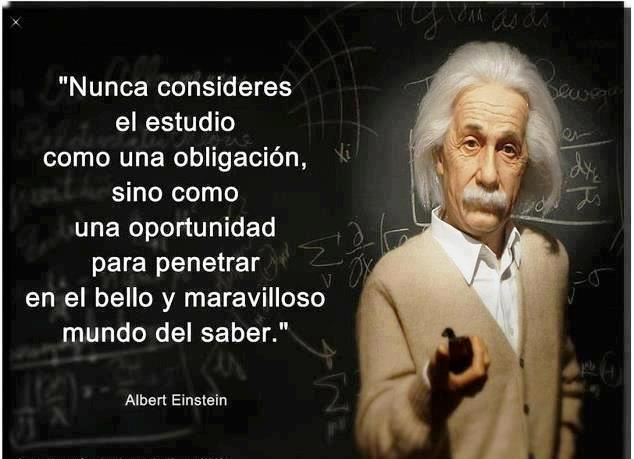 "Nunca consideres
el estudio
como una obligación,
sino como
una oportunidad
para penetrar
en el bello y maravilloso
mundo del saber."
Albert Einstein